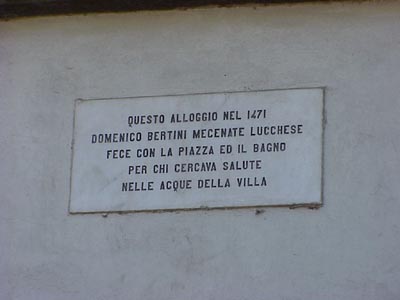 QUESTO ALLOGGIO NEL 1471
DOMENICO BERTINI MECENATE LUCCHESE
FECE CON LA PIAZZA ED IL BAGNO
PER CHI CERCAVA SALUTE
NELLE ACQUE DELLA VILLA